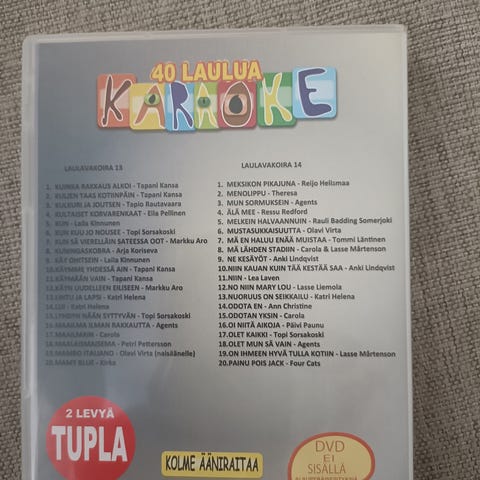 40 LAULUA
KARAOKE
LAULAVAKOIRA 13
1. KUINKA RAKKAUS ALKOI - Tapani Kansa
2. KULJEN TAAS KOTIINPÄIN - Tapani Kansa
3. KULKURI JA JOUTSEN - Tapio Rautavaara
4. KULTAISET KORVARENKAAT - Eila Pellinen
5. KUN - Laila Kinnunen
6. KUN KUU JO NOUSEE - Topi Sorsakoski
7. KUN SÄ VIERELLÄIN SATEESSA OOT - Markku Aro
8. KUNINGASKOBRA - Arja Koriseva
9. KÄY OHITSEIN - Laila Kinnunen
10. KÄYMME YHDESSÄ AIN - Tapani Kansa
11. KÄYMÄÄN VAIN - Tapani Kansa
12. KÄYN UUDELLEEN EILISEEN - Markku Aro
13. LINTU JA LAPSI - Katri Helena
14. - Katri Helena
15. LYHDYN NÄÄN SYTTYVÄN - Topi Sorsakoski
16. MAAILMA ILMAN RAKKAUTTA - Agents
17. MAAILMAIN - Carola
18. MAALAISMAISEMA - Petri Pettersson
19. MAMBO ITALIANO - Olavi Virta (naisäänelle)
20. MAMY BLUE - Kirka
LAULAVAKOIRA 14
1. MEKSIKON PIKAJUNA - Reijo Helismaa
2. MENOLIPPU - Theresa
3. MUN SORMUKSEIN - Agents
4. ÄLÄ MEE - Ressu Redford
5. MELKEIN HALVAANNUIN - Rauli Badding Somerjoki
6. MUSTASUKKAISUUTTA - Olavi Virta
7. MÄ EN HALUU ENÄÄ MUISTAA - Tommi Läntinen
8. MÄ LÄHDEN STADIIN - Carola & Lasse Mårtenson
9. NE KESÄYÖT - Anki Lindqvist
10. NIIN KAUAN KUIN TÄÄ KESTÄÄ SAA - Anki Lindqvist
11. NIIN - Lea Laven
12. NO NIIN MARY LOU - Lasse Liemola
13. NUORUUS ON SEIKKAILU - Katri Helena
14. ODOTA EN - Ann Christine
15. ODOTAN YKSIN - Carola
16. OI NIITÄ AIKOJA - Päivi Paunu
17. OLET KAIKKI - Topi Sorsakoski
18. OLET MUN SÄ VAIN - Agents
19. ON IHMEEN HYVÄ TULLA KOTIIN - Lasse Mårtenson
20. PAINU POIS JACK - Four Cats
2 LEVYÄ
TUPLA
KOLME ÄÄNIRAITAA
DVD
EI
SISÄLLÄ